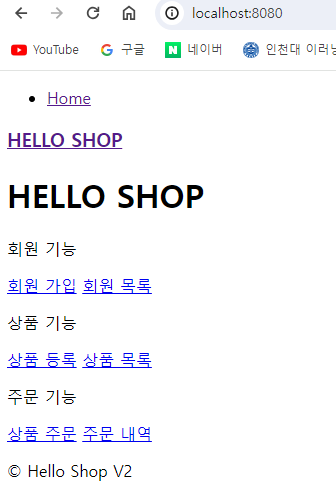 localhost:8080
YouTube 구글 네이버 인천대 이러닝
Home
HELLO SHOP
HELLO SHOP
회원 기능
회원 가입 회원 목록
상품 기능
상품 등록 상품 목록
주문 기능
상품 주문 주문 내역
© Hello Shop V2